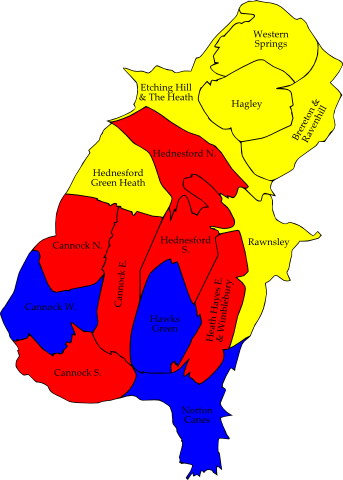 Western
Springs
Etching Hill
& The Heath
Hagley
Brereton &
Ravenhill
Hednesford N.
Hednesford
Green Heath
Cannock N.
Hednesford
S.
Rawnsley
Cannock E.
Cannock W.
Hawks
Green
Heath Hayes E.
& Wimblebury
Cannock S.
Norton
Canes